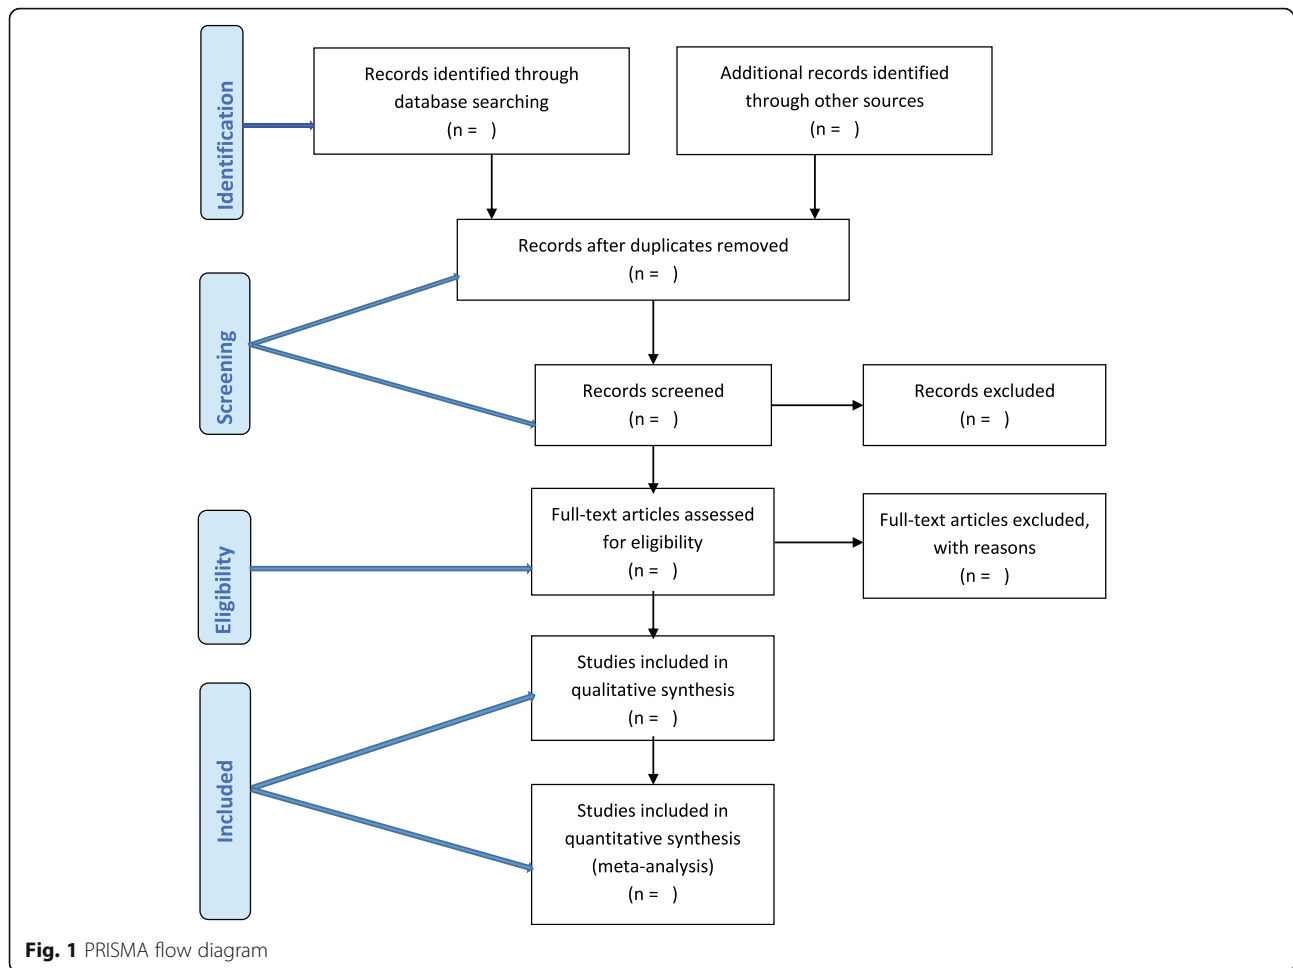 Identification
Records identified through
database searching
(n =   )
Additional records identified
through other sources
(n =   )
Records after duplicates removed
(n =   )
Screening
Records screened
(n =   )
Records excluded
(n =   )
Eligibility
Full-text articles assessed
for eligibility
(n =   )
Full-text articles excluded,
with reasons
(n =   )
Included
Studies included in
qualitative synthesis
(n =   )
Studies included in
quantitative synthesis
(meta-analysis)
(n =   )
Fig. 1 PRISMA flow diagram